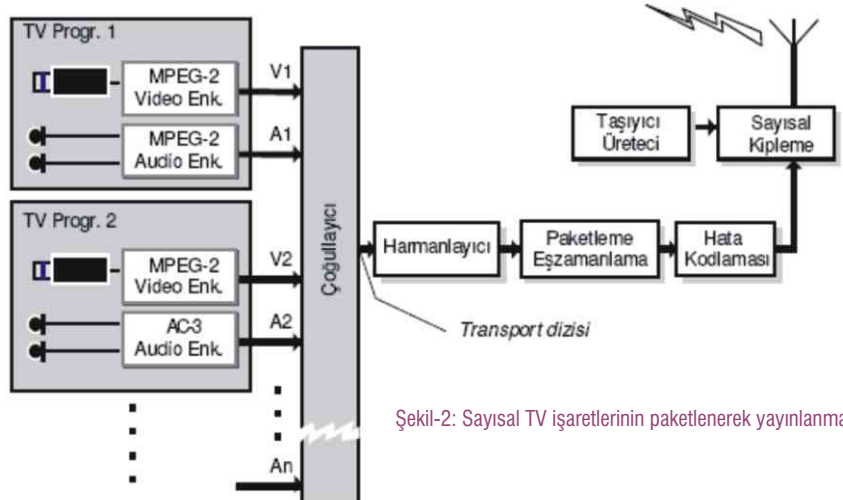 TV Progr. 1
MPEG-2
Video Enk.
V1
MPEG-2
Audio Enk.
A1
TV Progr. 2
MPEG-2
Video Enk.
V2
AC-3
Audio Enk.
A2
An
Çoğullayıcı
Harmanlayıcı
Paketleme
Eşzamanlama
Hata
Kodlaması
Taşıyıcı
Üreteci
Sayısal
Kipleme
Transport dizisi
Şekil-2: Sayısal TV işaretlerinin paketlenerek yayınlanma